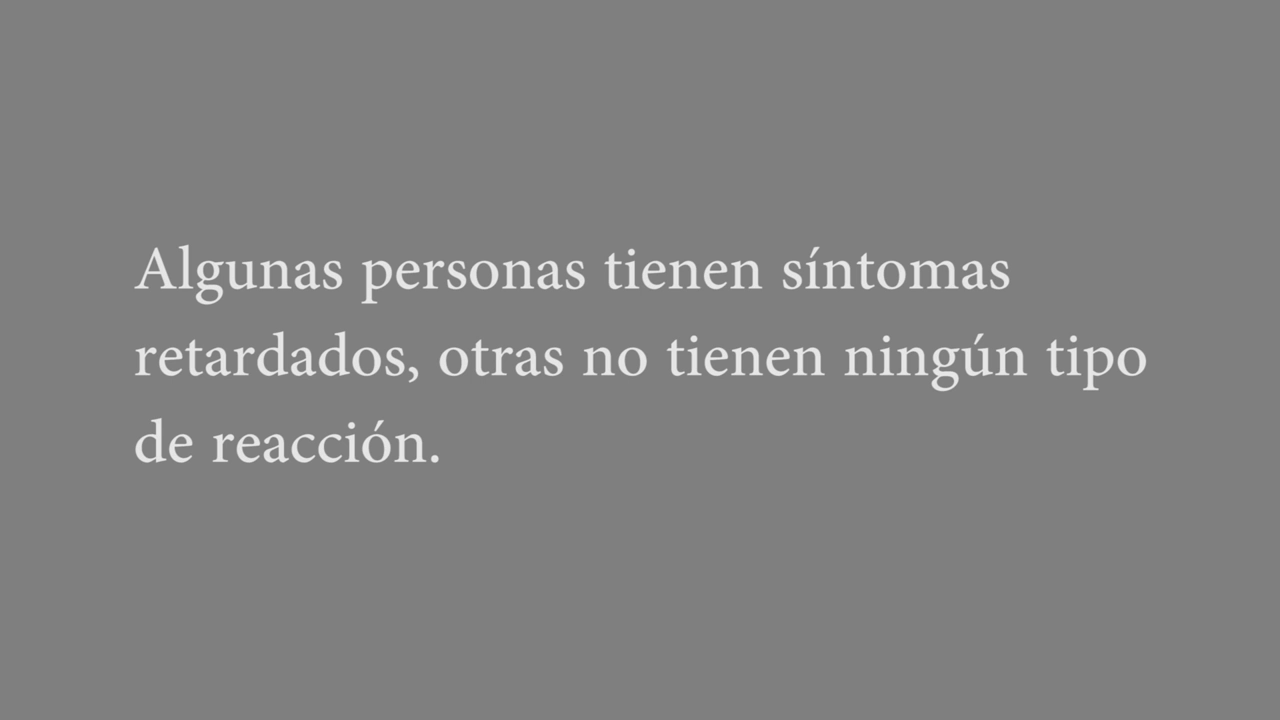 Algunas personas tienen síntomas
retardados, otras no tienen ningún tipo
de reacción.